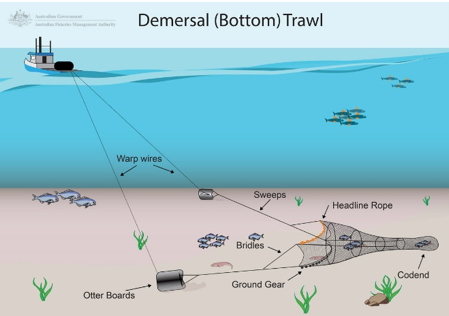 Australian Government
Australian Fisheries Management Authority
Demersal (Bottom) Trawl
Warp wires
Sweeps
Headline Rope
Bridles
Codend
Ground Gear
Otter Boards